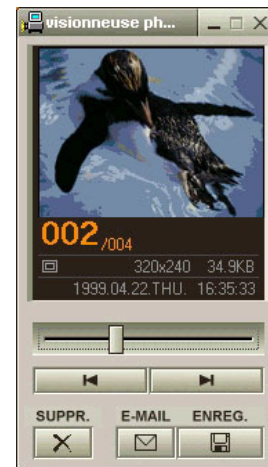 visionneuse ph...
002/004
320x240 34.9KB
1999.04.22.THU. 16:35:33
SUPPR. E-MAIL ENREG.